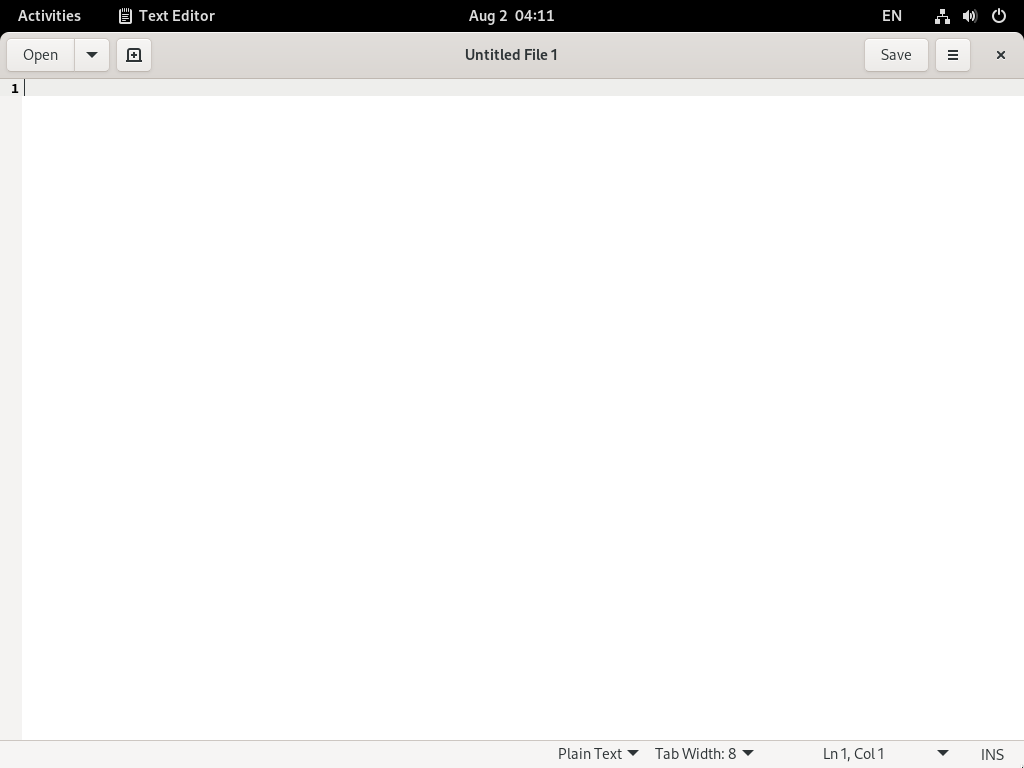 Activities Text Editor Aug 2 04:11 EN
Open Untitled File 1 Save
1
Plain Text Tab Width: 8 Ln 1, Col 1 INS